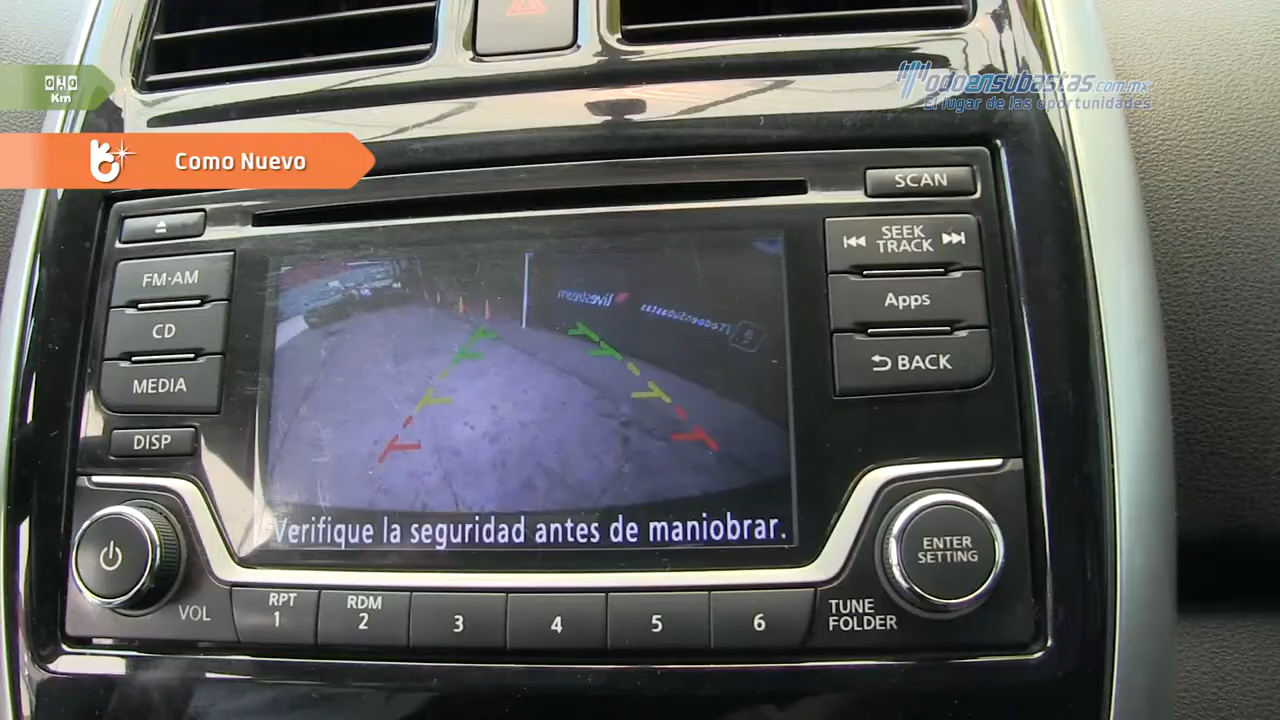 Km
Como Nuevo
TodoenSubastas.com.mx
El lugar de las oportunidades
SCAN
SEEK
TRACK
FM·AM
Apps
CD
BACK
MEDIA
DISP
livestream
TodoenSubastas
Verifique la seguridad antes de maniobrar.
ENTER
SETTING
VOL
RPT
1
RDM
2
3
4
5
6
TUNE
FOLDER